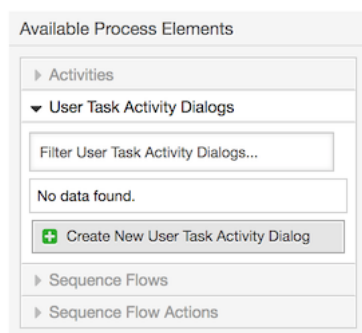 Available Process Elements
Activities
User Task Activity Dialogs
Filter User Task Activity Dialogs...
No data found.
Create New User Task Activity Dialog
Sequence Flows
Sequence Flow Actions